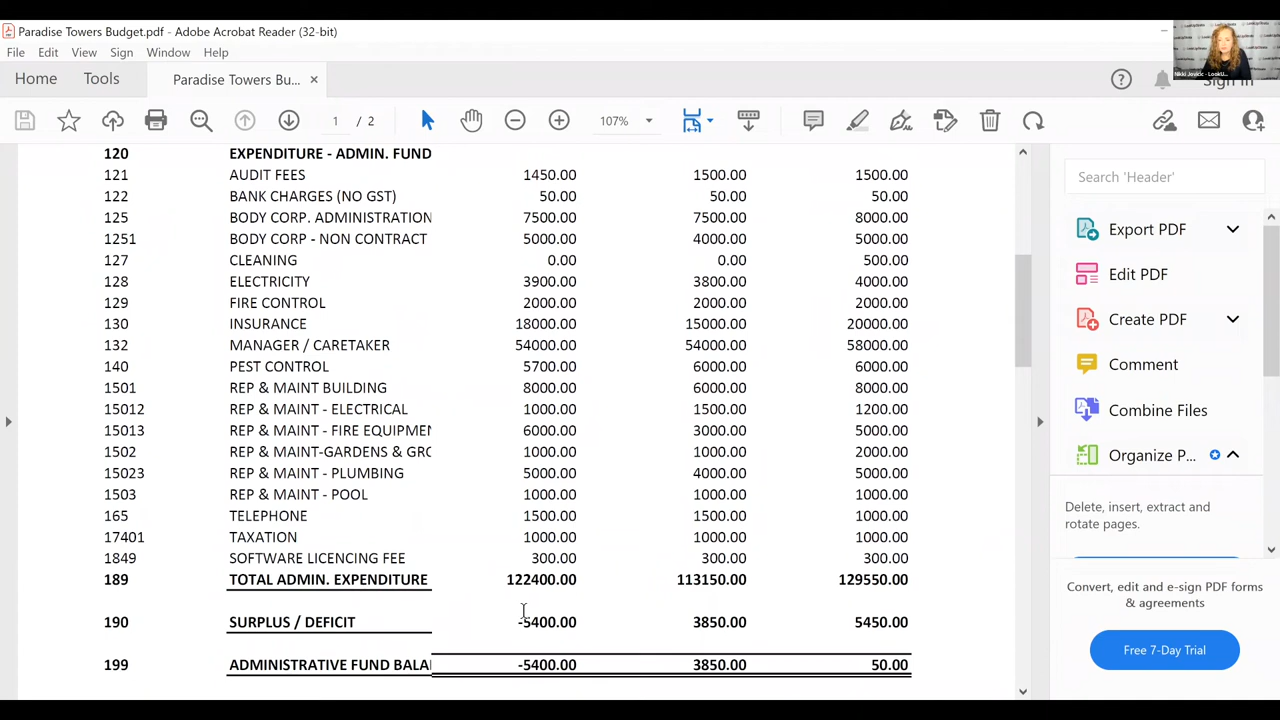 Paradise Towers Budget.pdf - Adobe Acrobat Reader (32-bit)
File Edit View Sign Window Help
Home Tools Paradise Towers Bu... ×
Sign In
1 / 2 107%
120 EXPENDITURE - ADMIN. FUND
121 AUDIT FEES 1450.00 1500.00 1500.00
122 BANK CHARGES (NO GST) 50.00 50.00 50.00
125 BODY CORP. ADMINISTRATION 7500.00 7500.00 8000.00
1251 BODY CORP - NON CONTRACT 5000.00 4000.00 5000.00
127 CLEANING 0.00 0.00 500.00
128 ELECTRICITY 3900.00 3800.00 4000.00
129 FIRE CONTROL 2000.00 2000.00 2000.00
130 INSURANCE 18000.00 15000.00 20000.00
132 MANAGER / CARETAKER 54000.00 54000.00 58000.00
140 PEST CONTROL 5700.00 6000.00 6000.00
1501 REP & MAINT BUILDING 8000.00 6000.00 8000.00
15012 REP & MAINT - ELECTRICAL 1000.00 1500.00 1200.00
15013 REP & MAINT - FIRE EQUIPMEN 6000.00 3000.00 5000.00
1502 REP & MAINT-GARDENS & GRO 1000.00 1000.00 2000.00
15023 REP & MAINT - PLUMBING 5000.00 4000.00 5000.00
1503 REP & MAINT - POOL 1000.00 1000.00 1000.00
165 TELEPHONE 1500.00 1500.00 1000.00
17401 TAXATION 1000.00 1000.00 1000.00
1849 SOFTWARE LICENCING FEE 300.00 300.00 300.00
189 TOTAL ADMIN. EXPENDITURE 122400.00 113150.00 129550.00
190 SURPLUS / DEFICIT -5400.00 3850.00 5450.00
199 ADMINISTRATIVE FUND BALA -5400.00 3850.00 50.00
Search 'Header'
Export PDF
Edit PDF
Create PDF
Comment
Combine Files
Organize P...
Delete, insert, extract and
rotate pages.
Convert, edit and e-sign PDF forms
& agreements
Free 7-Day Trial